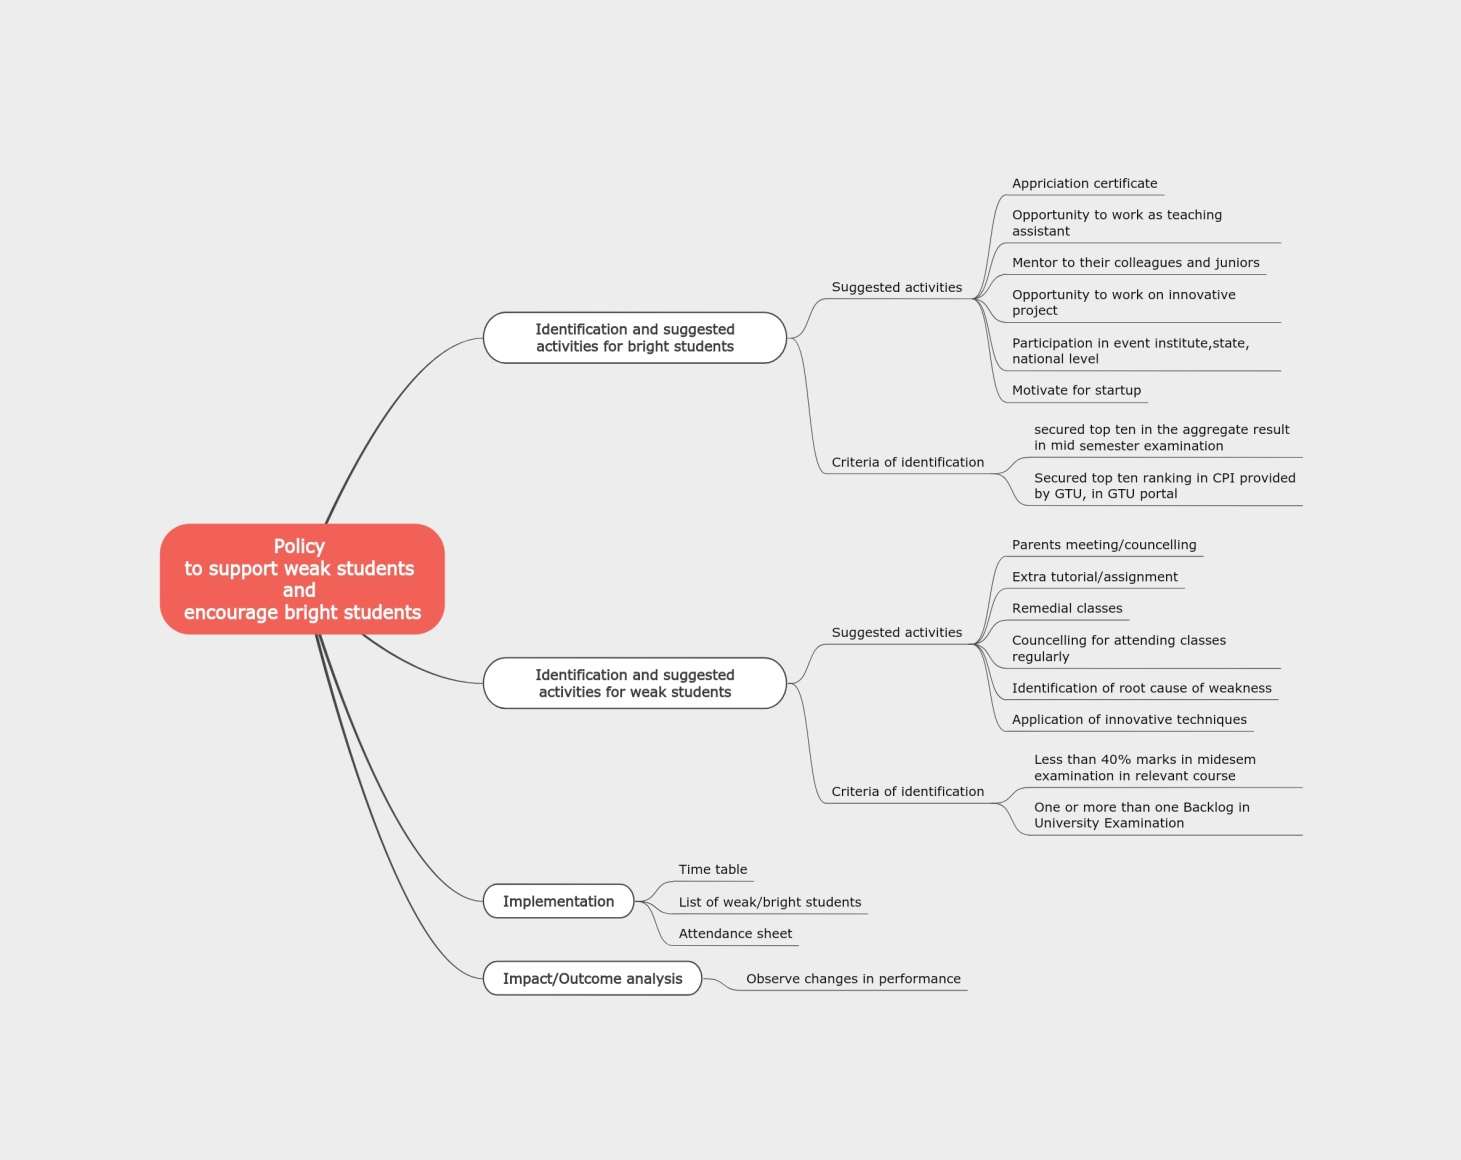 Policy
to support weak students
and
encourage bright students
Identification and suggested
activities for bright students
Suggested activities
Appriciation certificate
Opportunity to work as teaching
assistant
Mentor to their colleagues and juniors
Opportunity to work on innovative
project
Participation in event institute,state,
national level
Motivate for startup
Criteria of identification
secured top ten in the aggregate result
in mid semester examination
Secured top ten ranking in CPI provided
by GTU, in GTU portal
Identification and suggested
activities for weak students
Suggested activities
Parents meeting/councelling
Extra tutorial/assignment
Remedial classes
Councelling for attending classes
regularly
Identification of root cause of weakness
Application of innovative techniques
Criteria of identification
Less than 40% marks in midesem
examination in relevant course
One or more than one Backlog in
University Examination
Implementation
Time table
List of weak/bright students
Attendance sheet
Impact/Outcome analysis
Observe changes in performance